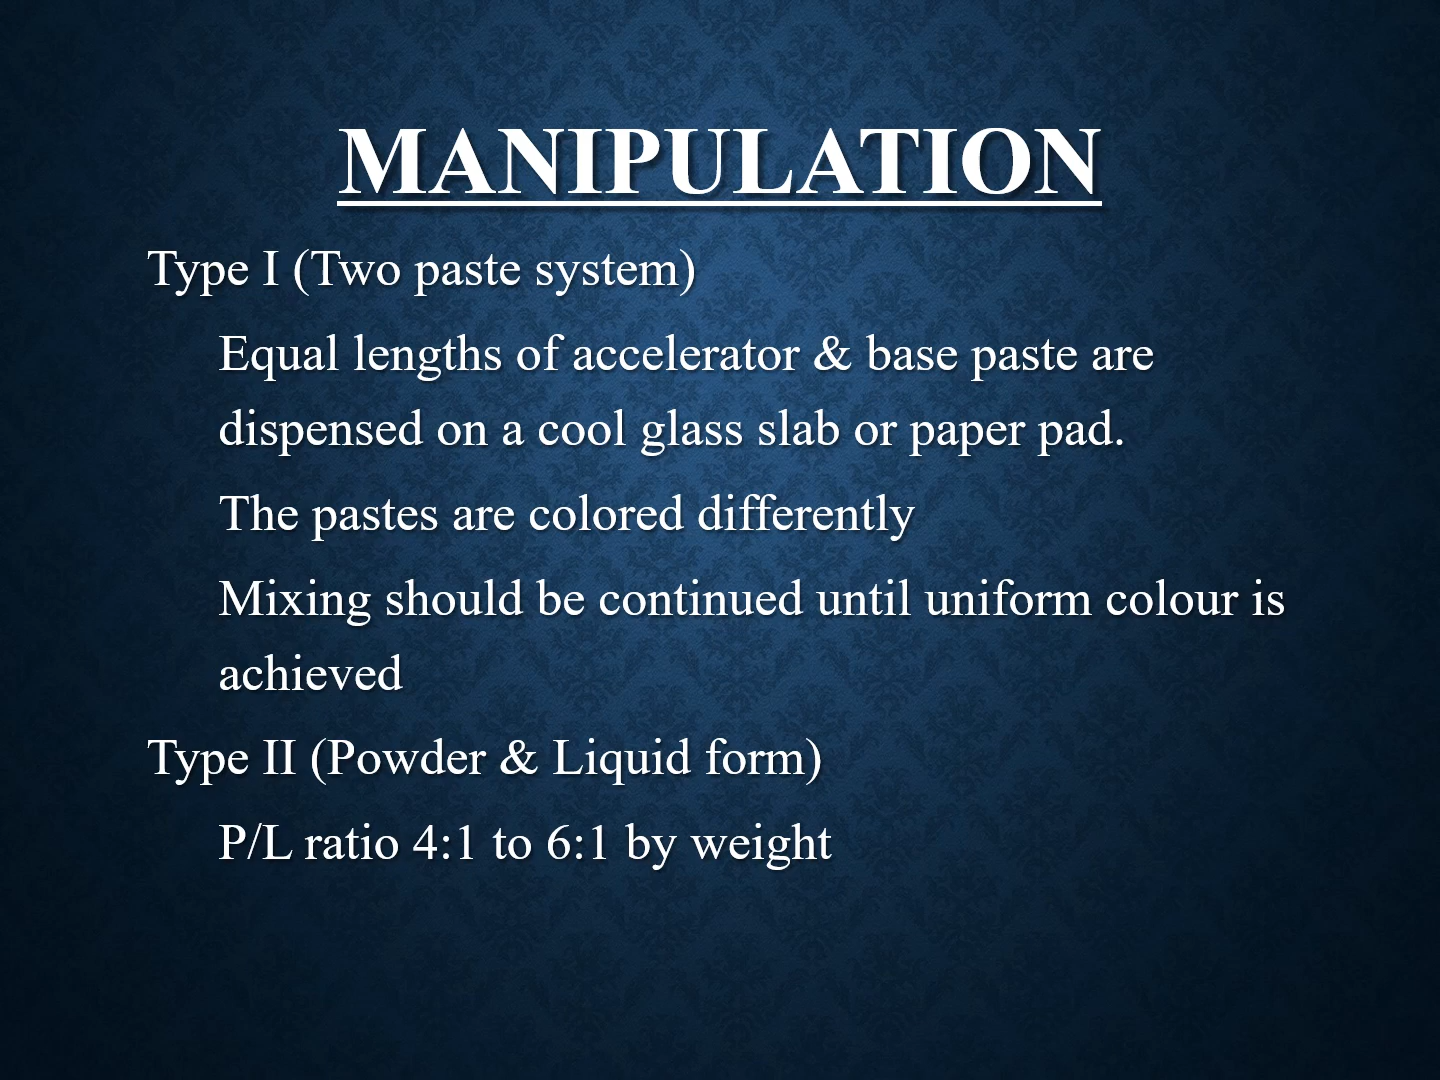 MANIPULATION
Type I (Two paste system)
Equal lengths of accelerator & base paste are
dispensed on a cool glass slab or paper pad.
The pastes are colored differently
Mixing should be continued until uniform colour is
achieved
Type II (Powder & Liquid form)
P/L ratio 4:1 to 6:1 by weight